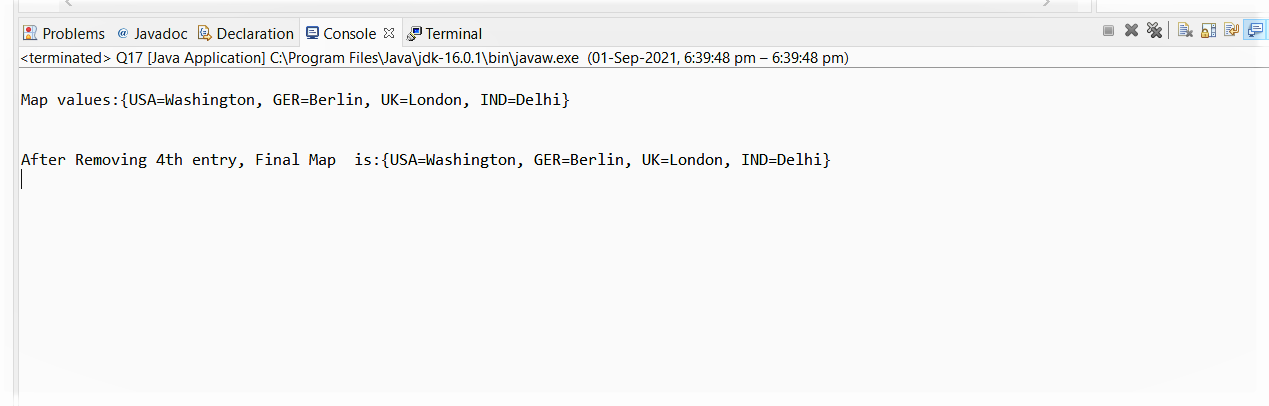 Problems @ Javadoc Declaration Console Terminal
<terminated> Q17 [Java Application] C:\Program Files\Java\jdk-16.0.1\bin\javaw.exe (01-Sep-2021, 6:39:48 pm – 6:39:48 pm)
Map values:{USA=Washington, GER=Berlin, UK=London, IND=Delhi}
After Removing 4th entry, Final Map  is:{USA=Washington, GER=Berlin, UK=London, IND=Delhi}